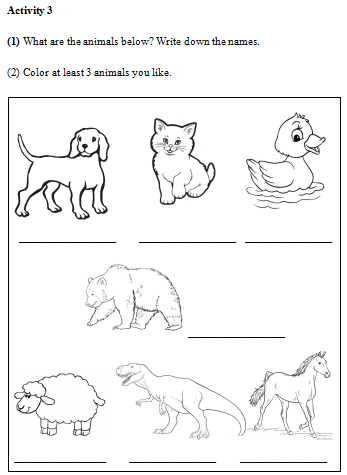 Activity 3
(1) What are the animals below? Write down the names.
(2) Color at least 3 animals you like.